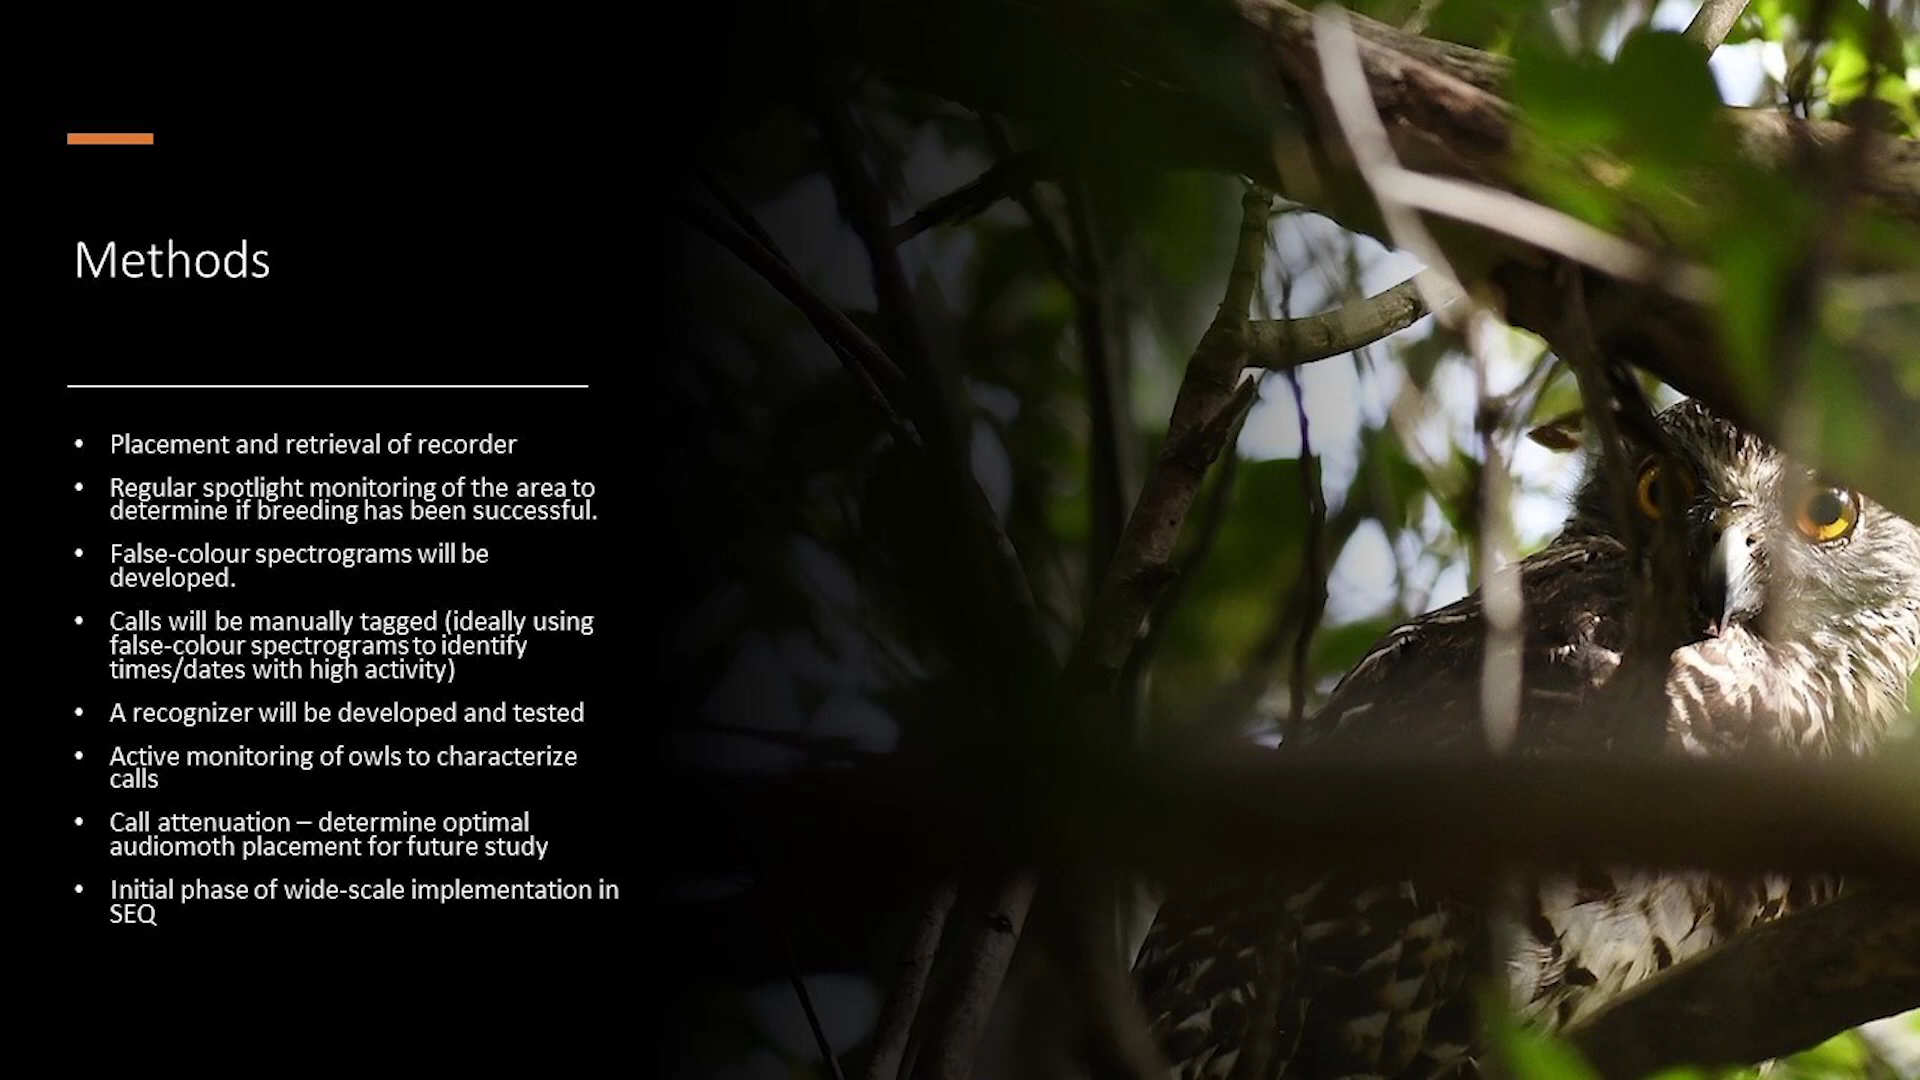 Methods
• Placement and retrieval of recorder
• Regular spotlight monitoring of the area to
determine if breeding has been successful.
• False-colour spectrograms will be
developed.
• Calls will be manually tagged (ideally using
false-colour spectrograms to identify
times/dates with high activity)
• A recognizer will be developed and tested
• Active monitoring of owls to characterize
calls
• Call attenuation – determine optimal
audiomoth placement for future study
• Initial phase of wide-scale implementation in
SEQ